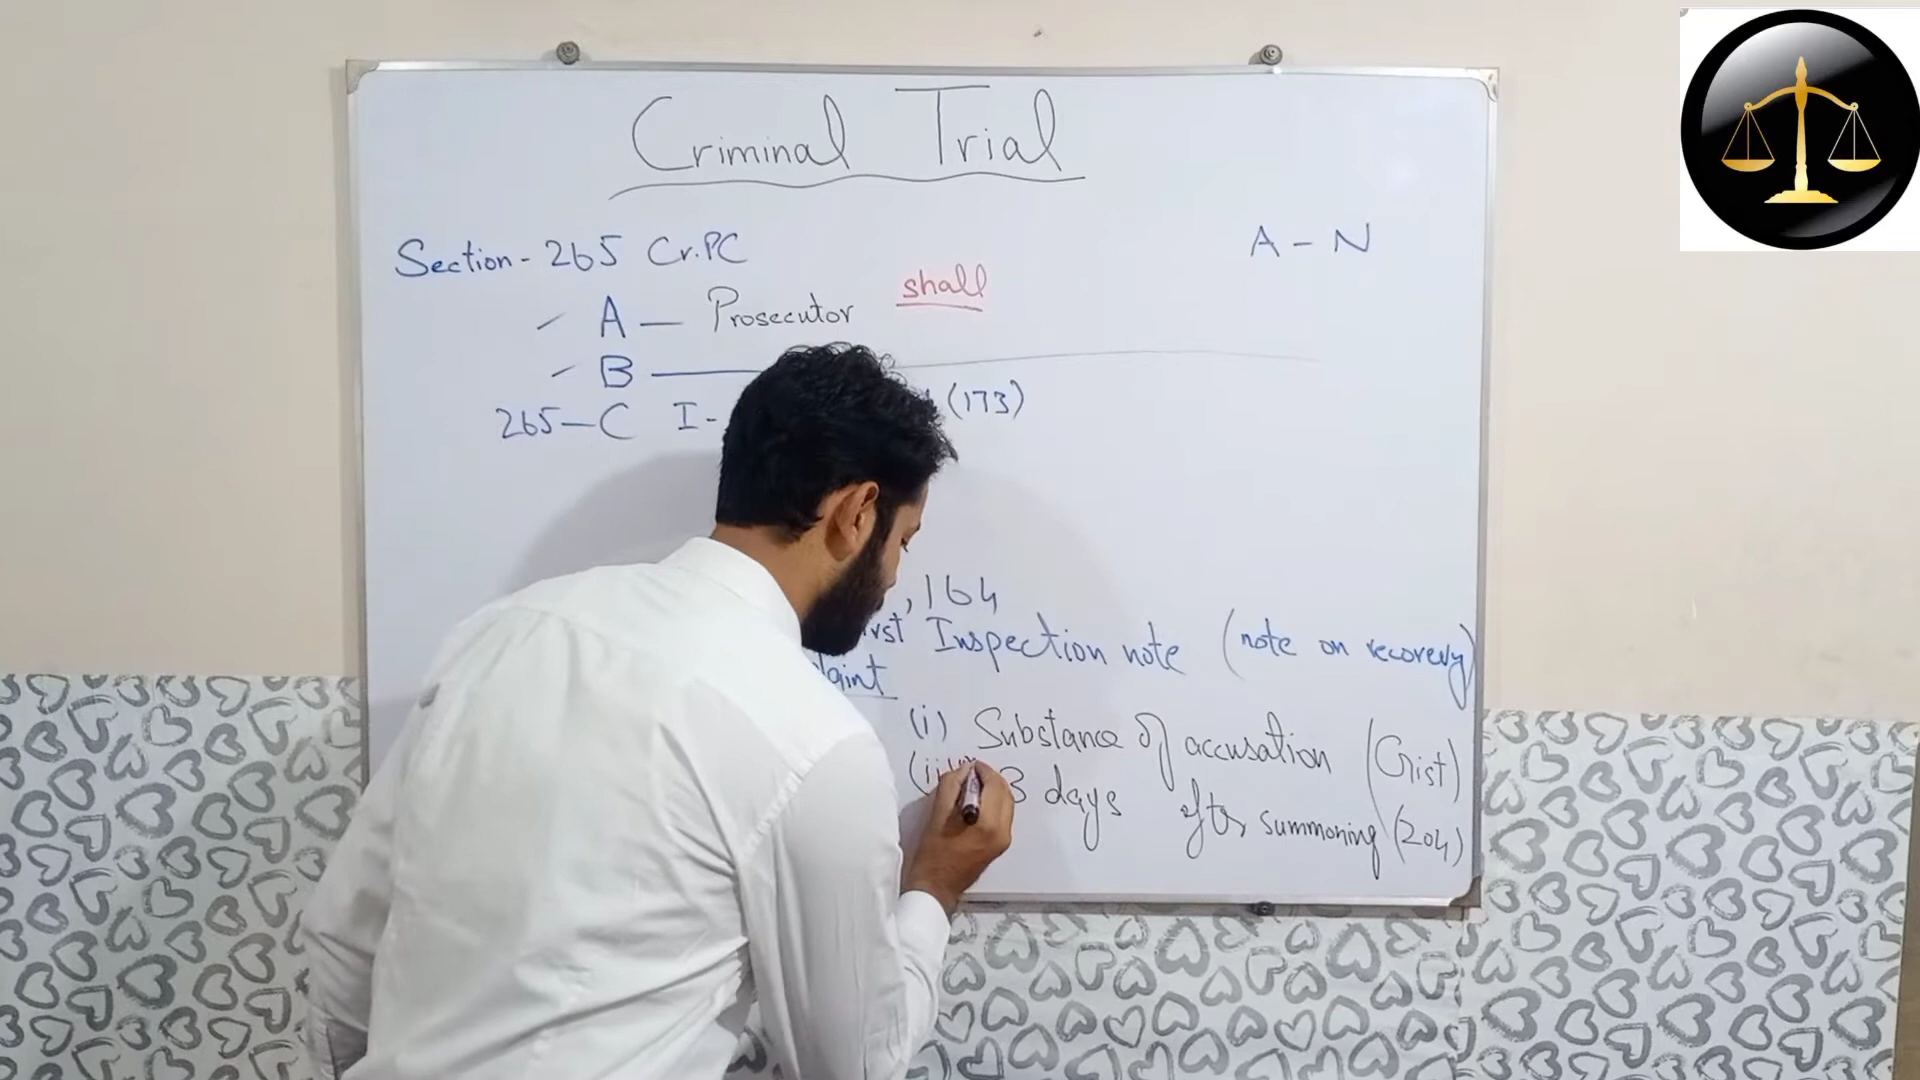 Criminal Trial
Section - 265 Cr.PC
A - N
A — Prosecutor shall
B
265 - C I - (173)
, 164
Inspection note (note on recovery)
(i) Substance of accusation (Gist)
3 days after summoning (204)